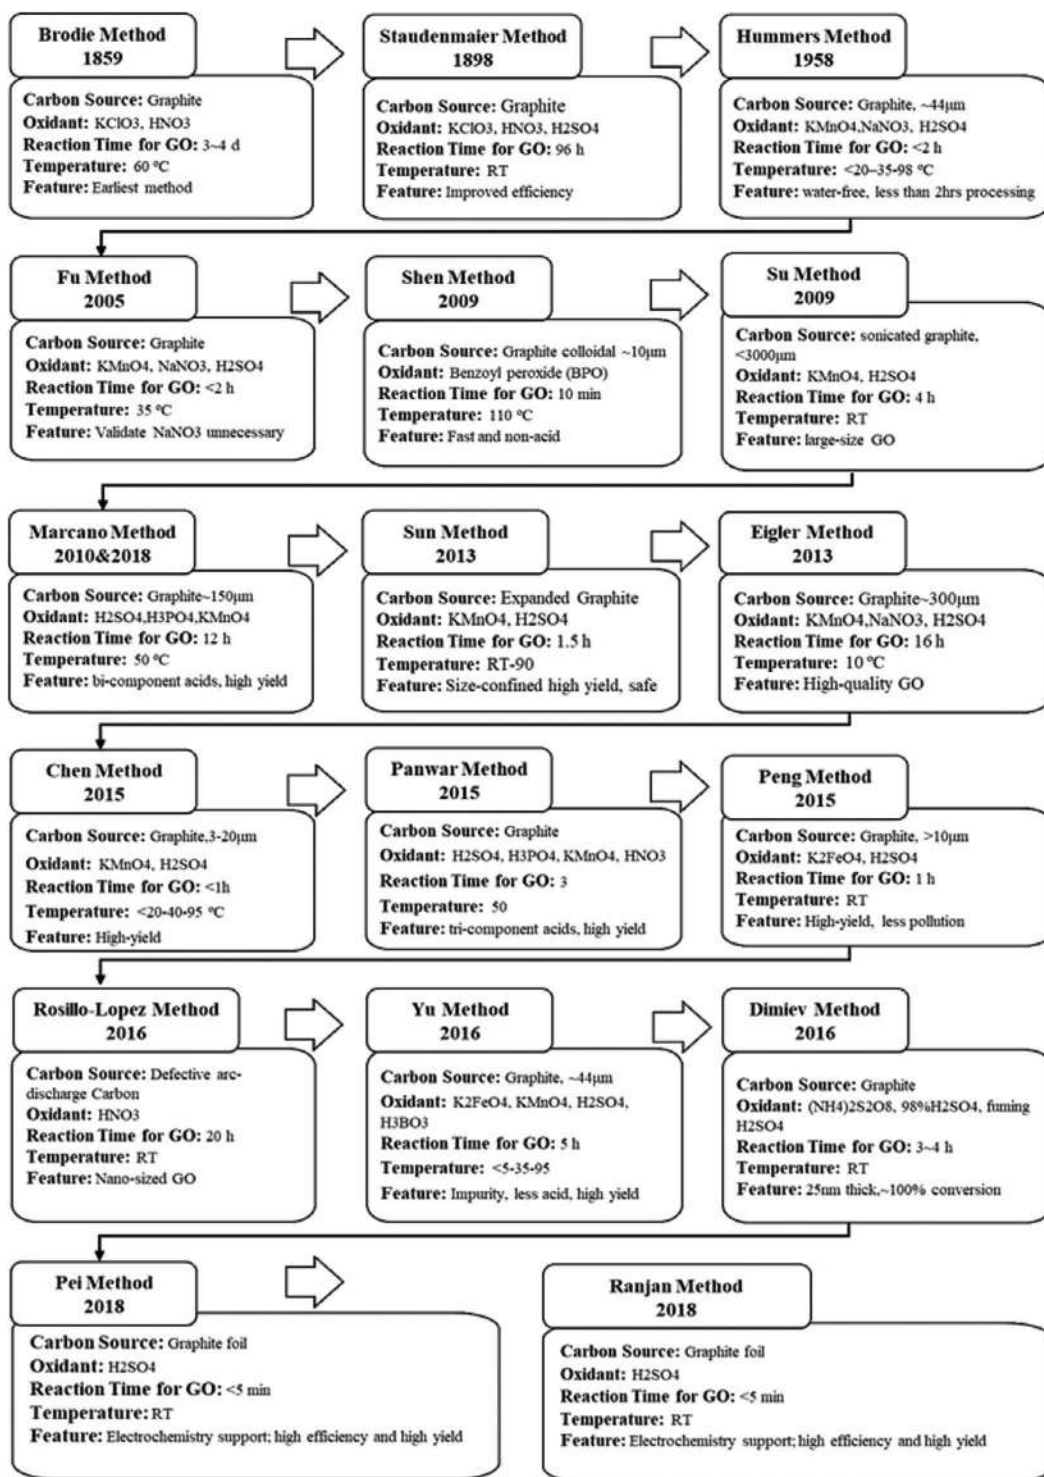 Brodie Method
1859
Carbon Source: Graphite
Oxidant: KClO3, HNO3
Reaction Time for GO: 3~4 d
Temperature: 60 ºC
Feature: Earliest method
Staudenmaier Method
1898
Carbon Source: Graphite
Oxidant: KClO3, HNO3, H2SO4
Reaction Time for GO: 96 h
Temperature: RT
Feature: Improved efficiency
Hummers Method
1958
Carbon Source: Graphite, ~44μm
Oxidant: KMnO4,NaNO3, H2SO4
Reaction Time for GO: <2 h
Temperature: <20–35-98 ºC
Feature: water-free, less than 2hrs processing
Fu Method
2005
Carbon Source: Graphite
Oxidant: KMnO4, NaNO3, H2SO4
Reaction Time for GO: <2 h
Temperature: 35 ºC
Feature: Validate NaNO3 unnecessary
Shen Method
2009
Carbon Source: Graphite colloidal ~10μm
Oxidant: Benzoyl peroxide (BPO)
Reaction Time for GO: 10 min
Temperature: 110 ºC
Feature: Fast and non-acid
Su Method
2009
Carbon Source: sonicated graphite,
<3000μm
Oxidant: KMnO4, H2SO4
Reaction Time for GO: 4 h
Temperature: RT
Feature: large-size GO
Marcano Method
2010&2018
Carbon Source: Graphite~150μm
Oxidant: H2SO4,H3PO4,KMnO4
Reaction Time for GO: 12 h
Temperature: 50 ºC
Feature: bi-component acids, high yield
Sun Method
2013
Carbon Source: Expanded Graphite
Oxidant: KMnO4, H2SO4
Reaction Time for GO: 1.5 h
Temperature: RT-90
Feature: Size-confined high yield, safe
Eigler Method
2013
Carbon Source: Graphite~300μm
Oxidant: KMnO4,NaNO3, H2SO4
Reaction Time for GO: 16 h
Temperature: 10 ºC
Feature: High-quality GO
Chen Method
2015
Carbon Source: Graphite,3-20μm
Oxidant: KMnO4, H2SO4
Reaction Time for GO: <1h
Temperature: <20-40-95 ºC
Feature: High-yield
Panwar Method
2015
Carbon Source: Graphite
Oxidant: H2SO4, H3PO4, KMnO4, HNO3
Reaction Time for GO: 3
Temperature: 50
Feature: tri-component acids, high yield
Peng Method
2015
Carbon Source: Graphite, >10μm
Oxidant: K2FeO4, H2SO4
Reaction Time for GO: 1 h
Temperature: RT
Feature: High-yield, less pollution
Rosillo-Lopez Method
2016
Carbon Source: Defective arc-
discharge Carbon
Oxidant: HNO3
Reaction Time for GO: 20 h
Temperature: RT
Feature: Nano-sized GO
Yu Method
2016
Carbon Source: Graphite, ~44μm
Oxidant: K2FeO4, KMnO4, H2SO4,
H3BO3
Reaction Time for GO: 5 h
Temperature: <5-35-95
Feature: Impurity, less acid, high yield
Dimiev Method
2016
Carbon Source: Graphite
Oxidant: (NH4)2S2O8, 98%H2SO4, fuming
H2SO4
Reaction Time for GO: 3~4 h
Temperature: RT
Feature: 25nm thick,~100% conversion
Pei Method
2018
Carbon Source: Graphite foil
Oxidant: H2SO4
Reaction Time for GO: <5 min
Temperature: RT
Feature: Electrochemistry support; high efficiency and high yield
Ranjan Method
2018
Carbon Source: Graphite foil
Oxidant: H2SO4
Reaction Time for GO: <5 min
Temperature: RT
Feature: Electrochemistry support; high efficiency and high yield